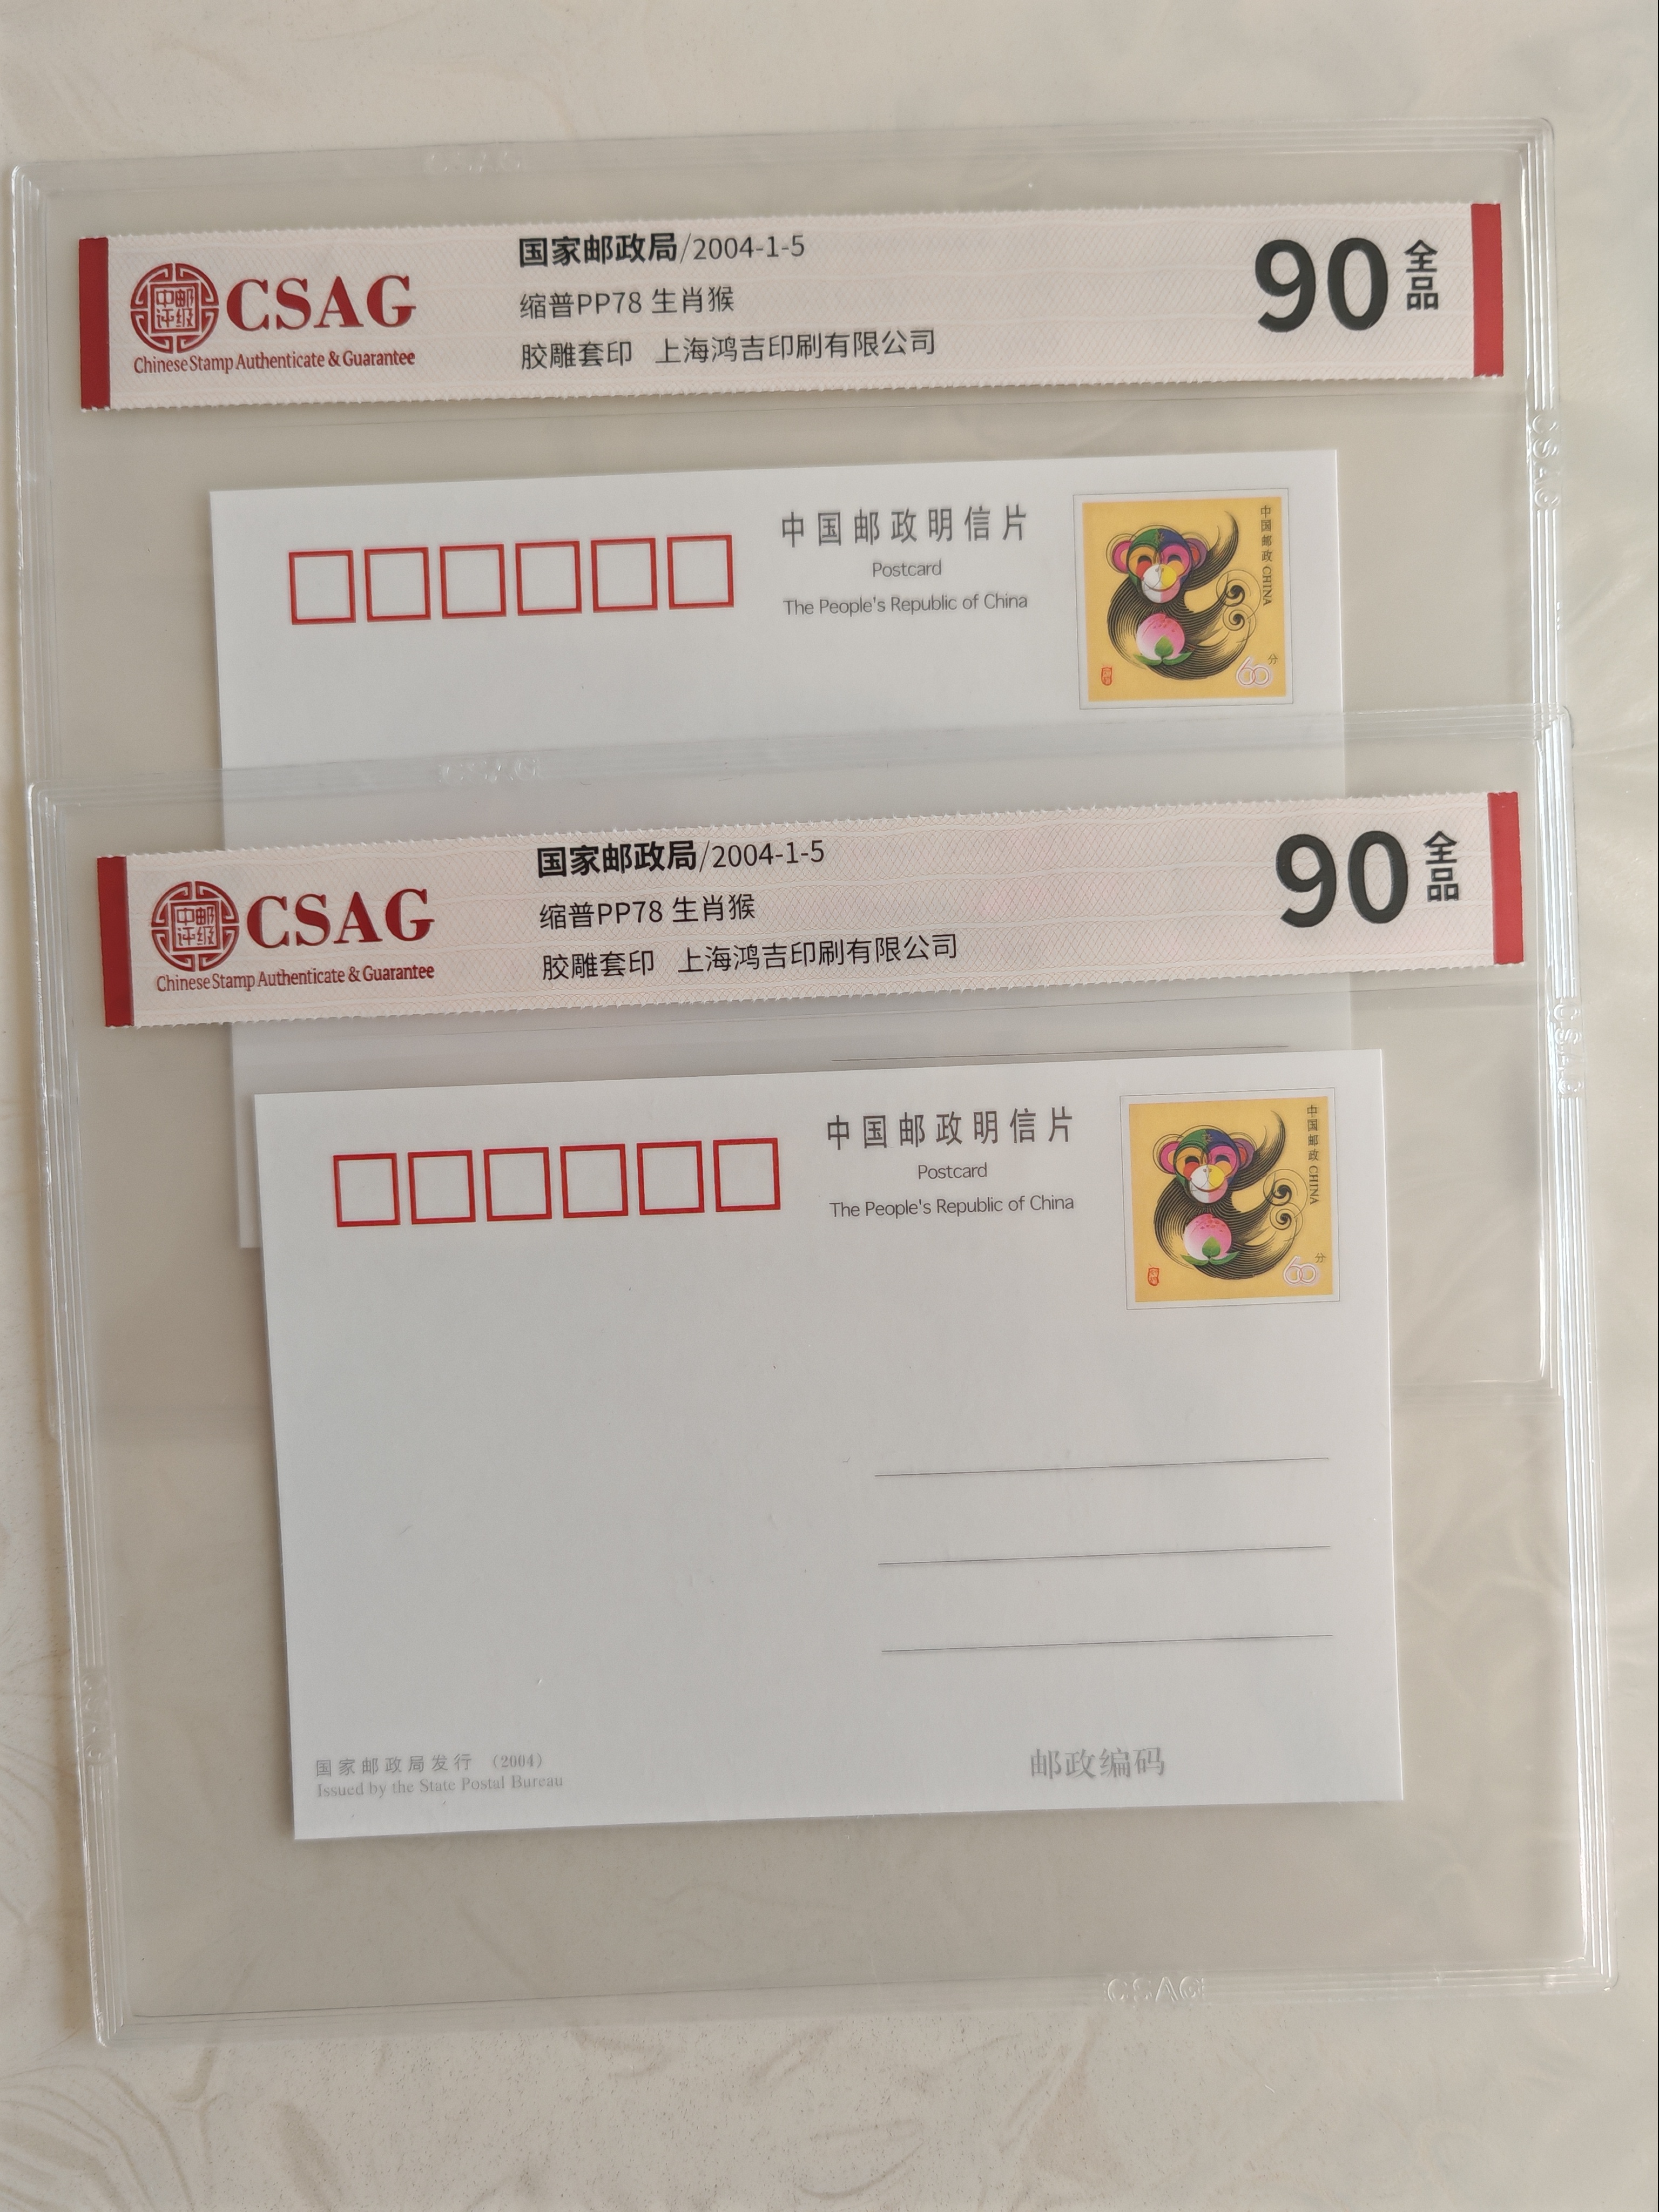 CSAG
国家邮政局/2004-1-5
90 全品
中邮评级
CSAG
缩普PP78 生肖猴
Chinese Stamp Authenticate & Guarantee
胶雕套印 上海鸿吉印刷有限公司
CSAG
中国邮政明信片
Postcard
The People's Republic of China
中国邮政 CHINA
60分
CSAG
国家邮政局/2004-1-5
90 全品
中邮评级
CSAG
缩普PP78 生肖猴
Chinese Stamp Authenticate & Guarantee
胶雕套印 上海鸿吉印刷有限公司
CSAG
中国邮政明信片
Postcard
The People's Republic of China
中国邮政 CHINA
60分
CSAG
国家邮政局发行 (2004)
Issued by the State Postal Bureau
邮政编码
CSAG